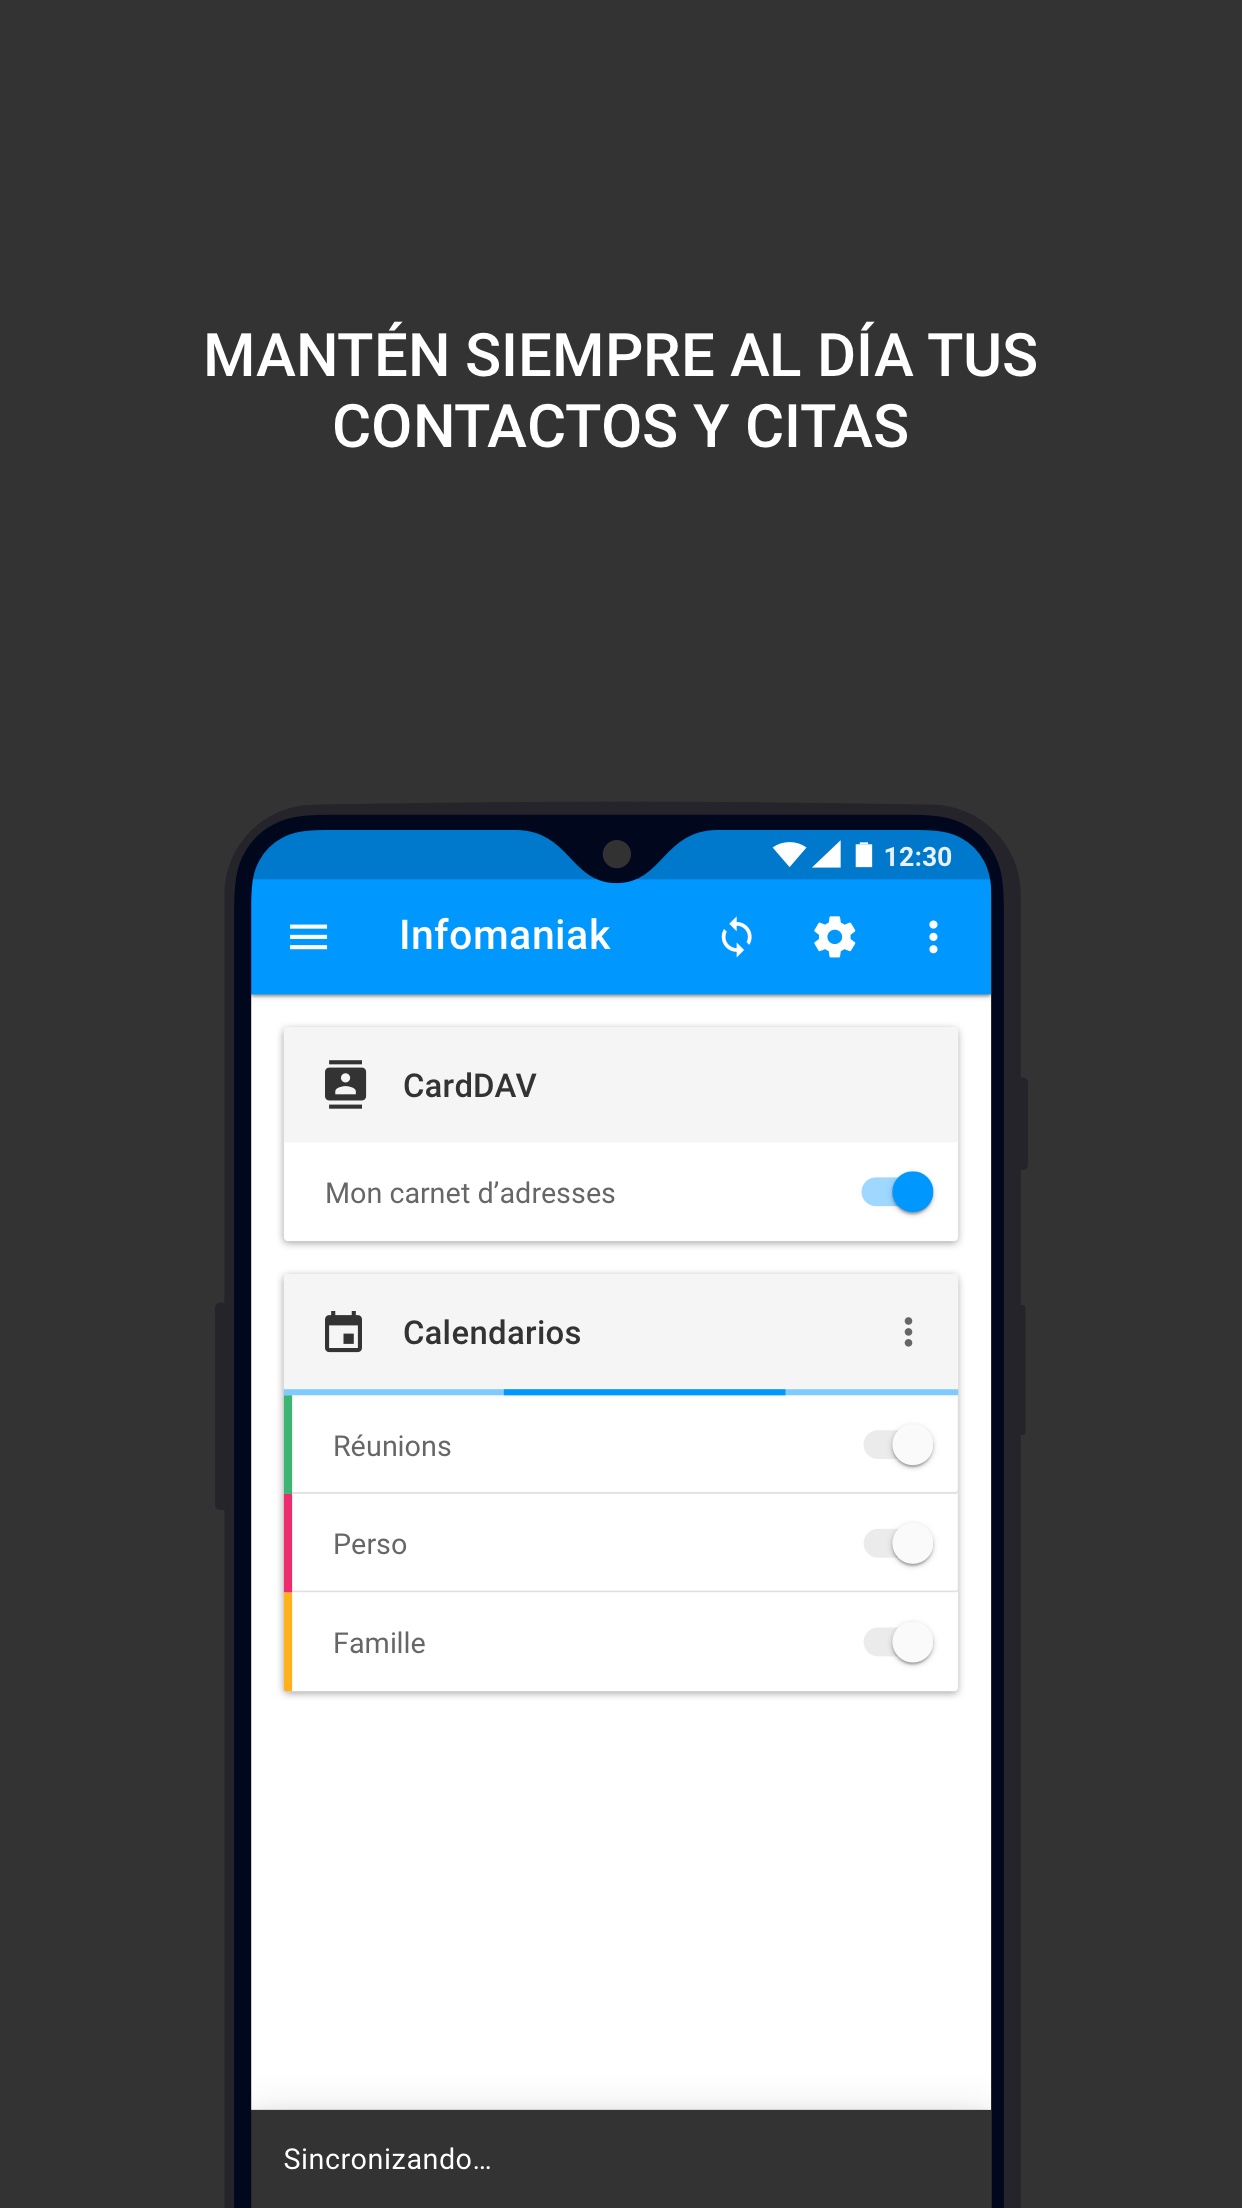 MANTÉN SIEMPRE AL DÍA TUS
CONTACTOS Y CITAS
12:30
Infomaniak
CardDAV
Mon carnet d’adresses
Calendarios
Réunions
Perso
Famille
Sincronizando…